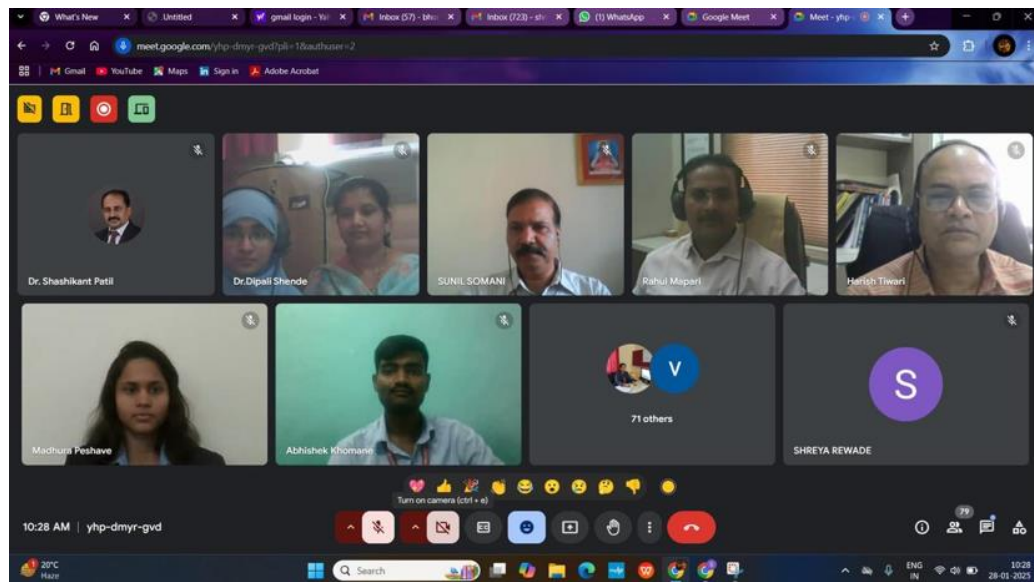 What's New
Untitled
gmail login - Yah
Inbox (57) - bho
Inbox (723) - shr
(1) WhatsApp
Google Meet
Meet - yhp-
meet.google.com/yhp-dmyr-gvd?pli=1&authuser=2
Gmail
YouTube
Maps
Sign in
Adobe Acrobat
Dr. Shashikant Patil
Dr.Dipali Shende
SUNIL SOMANI
Rahul Mapari
Harish Tiwari
Madhura Peshave
Abhishek Khomane
V
71 others
S
SHREYA REWADE
Turn on camera (ctrl + e)
10:28 AM | yhp-dmyr-gvd
79
20°C
Haze
Search
ENG
IN
10:28
28-01-2025